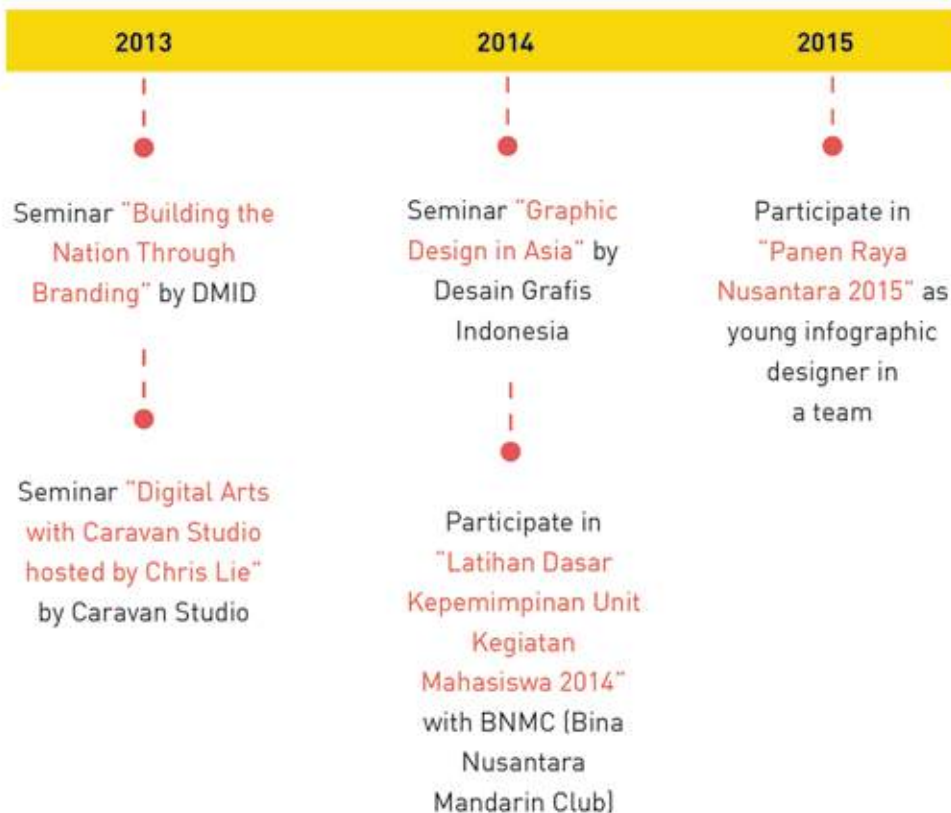 2013
Seminar "Building the
Nation Through
Branding" by DMID
Seminar "Digital Arts
with Caravan Studio
hosted by Chris Lie"
by Caravan Studio
2014
Seminar "Graphic
Design in Asia" by
Desain Grafis
Indonesia
Participate in
"Latihan Dasar
Kepemimpinan Unit
Kegiatan
Mahasiswa 2014"
with BNMC (Bina
Nusantara
Mandarin Club)
2015
Participate in
"Panen Raya
Nusantara 2015" as
young infographic
designer in
a team